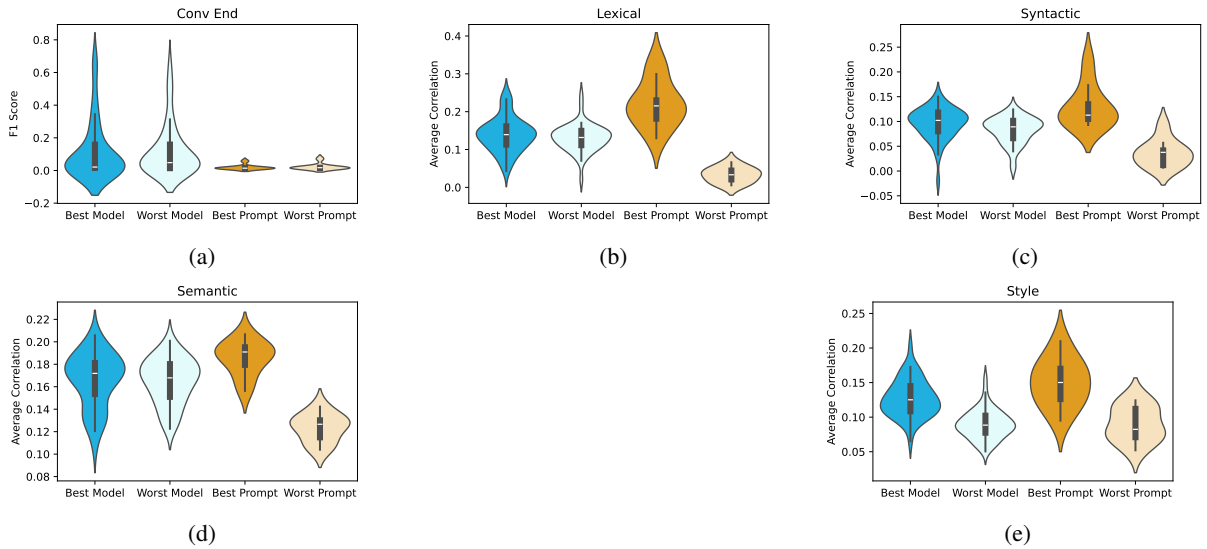 Conv End
F1 Score
0.8
0.6
0.4
0.2
0.0
−0.2
Best Model Worst Model Best Prompt Worst Prompt
(a)
Lexical
Average Correlation
0.4
0.3
0.2
0.1
0.0
Best Model Worst Model Best Prompt Worst Prompt
(b)
Syntactic
Average Correlation
0.25
0.20
0.15
0.10
0.05
0.00
−0.05
Best Model Worst Model Best Prompt Worst Prompt
(c)
Semantic
Average Correlation
0.22
0.20
0.18
0.16
0.14
0.12
0.10
0.08
Best Model Worst Model Best Prompt Worst Prompt
(d)
Style
Average Correlation
0.25
0.20
0.15
0.10
0.05
Best Model Worst Model Best Prompt Worst Prompt
(e)